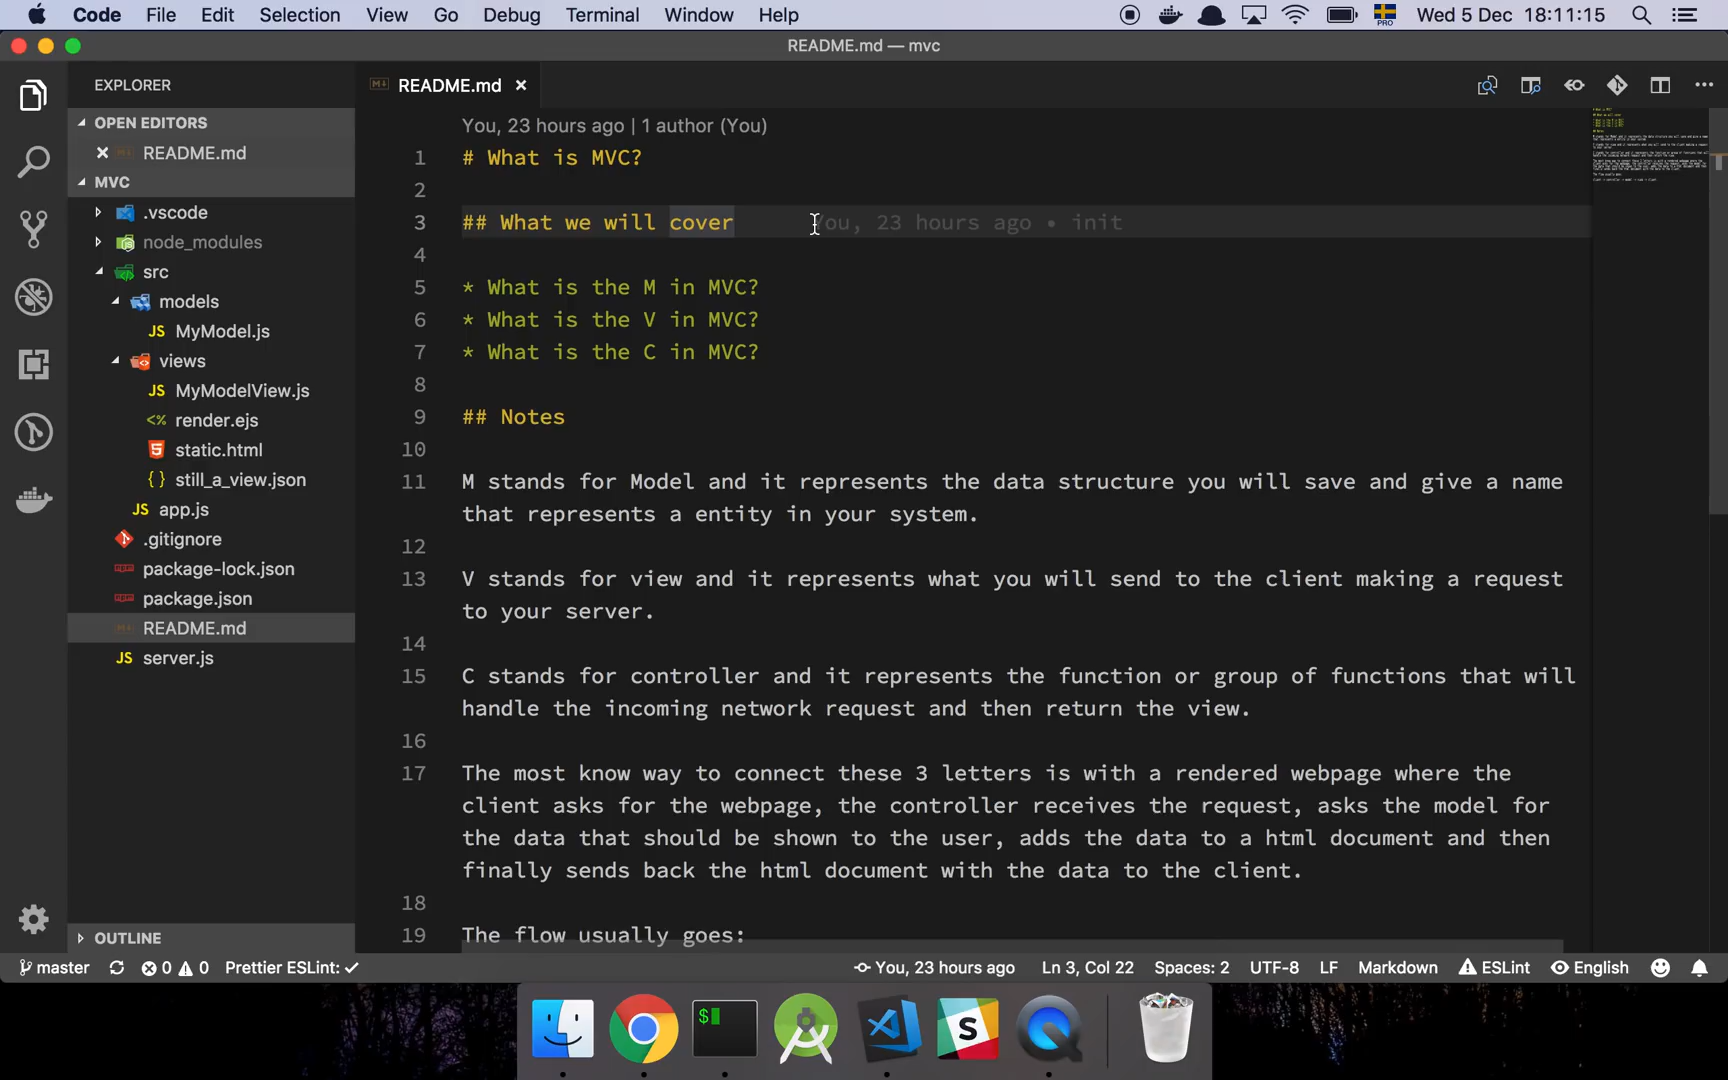 Code File Edit Selection View Go Debug Terminal Window Help PRO Wed 5 Dec 18:11:15
README.md — mvc
EXPLORER
OPEN EDITORS
README.md
MVC
.vscode
node_modules
src
models
JS MyModel.js
views
JS MyModelView.js
<% render.ejs
5 static.html
{ } still_a_view.json
JS app.js
.gitignore
package-lock.json
package.json
README.md
JS server.js
OUTLINE
README.md
You, 23 hours ago | 1 author (You)
1 # What is MVC?
2
3 ## What we will cover You, 23 hours ago • init
4
5 * What is the M in MVC?
6 * What is the V in MVC?
7 * What is the C in MVC?
8
9 ## Notes
10
11 M stands for Model and it represents the data structure you will save and give a name
that represents a entity in your system.
12
13 V stands for view and it represents what you will send to the client making a request
to your server.
14
15 C stands for controller and it represents the function or group of functions that will
handle the incoming network request and then return the view.
16
17 The most know way to connect these 3 letters is with a rendered webpage where the
client asks for the webpage, the controller receives the request, asks the model for
the data that should be shown to the user, adds the data to a html document and then
finally sends back the html document with the data to the client.
18
19 The flow usually goes:
master 0 0 Prettier ESLint: ✓ You, 23 hours ago Ln 3, Col 22 Spaces: 2 UTF-8 LF Markdown ESLint English
$
S